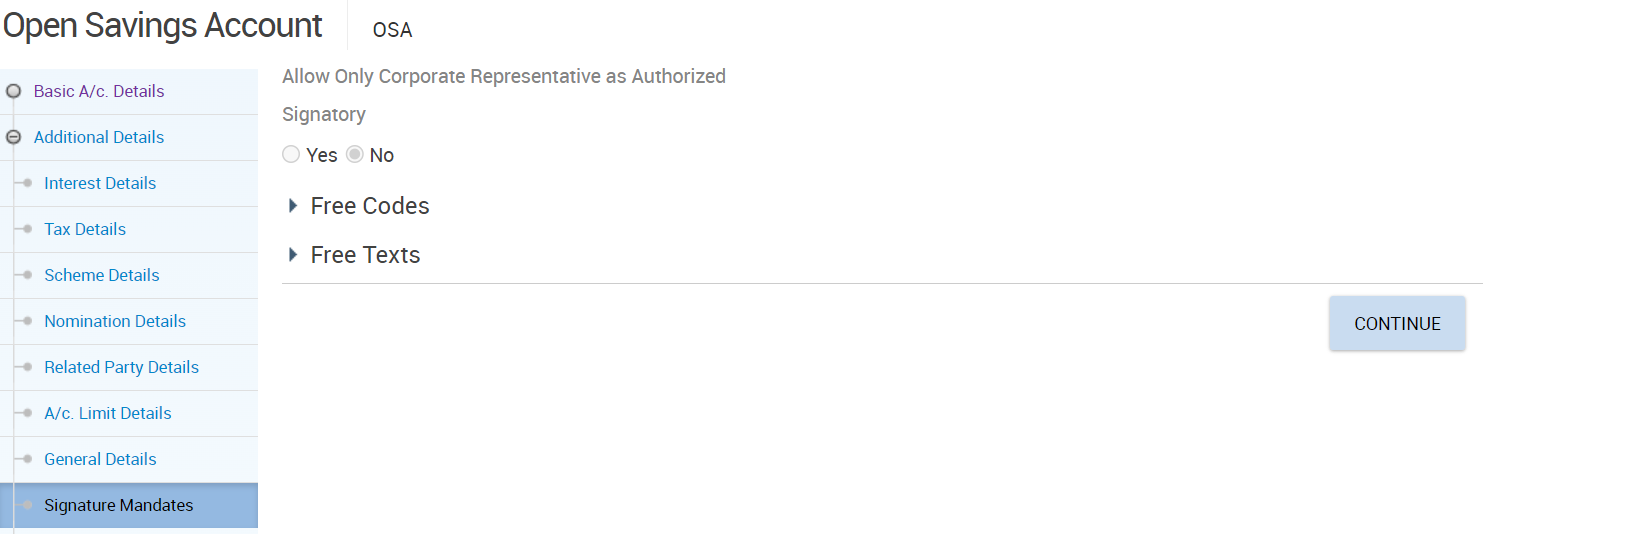 Open Savings Account
OSA
Basic A/c. Details
Additional Details
Interest Details
Tax Details
Scheme Details
Nomination Details
Related Party Details
A/c. Limit Details
General Details
Signature Mandates
Allow Only Corporate Representative as Authorized
Signatory
Yes No
Free Codes
Free Texts
CONTINUE